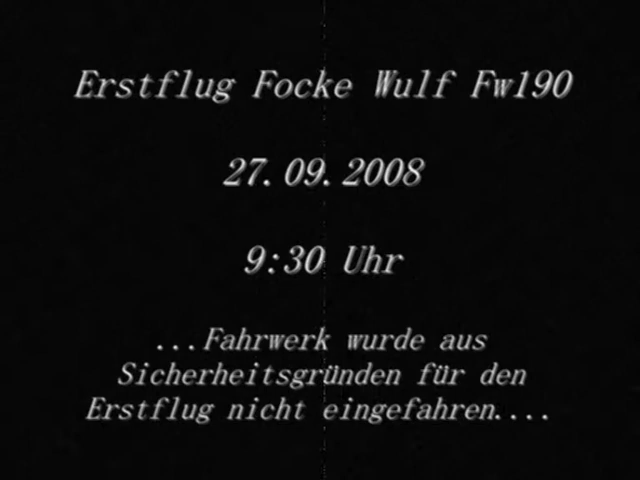 Erstflug Focke Wulf Fw190
27.09.2008
9:30 Uhr
...Fahrwerk wurde aus
Sicherheitsgründen für den
Erstflug nicht eingefahren....